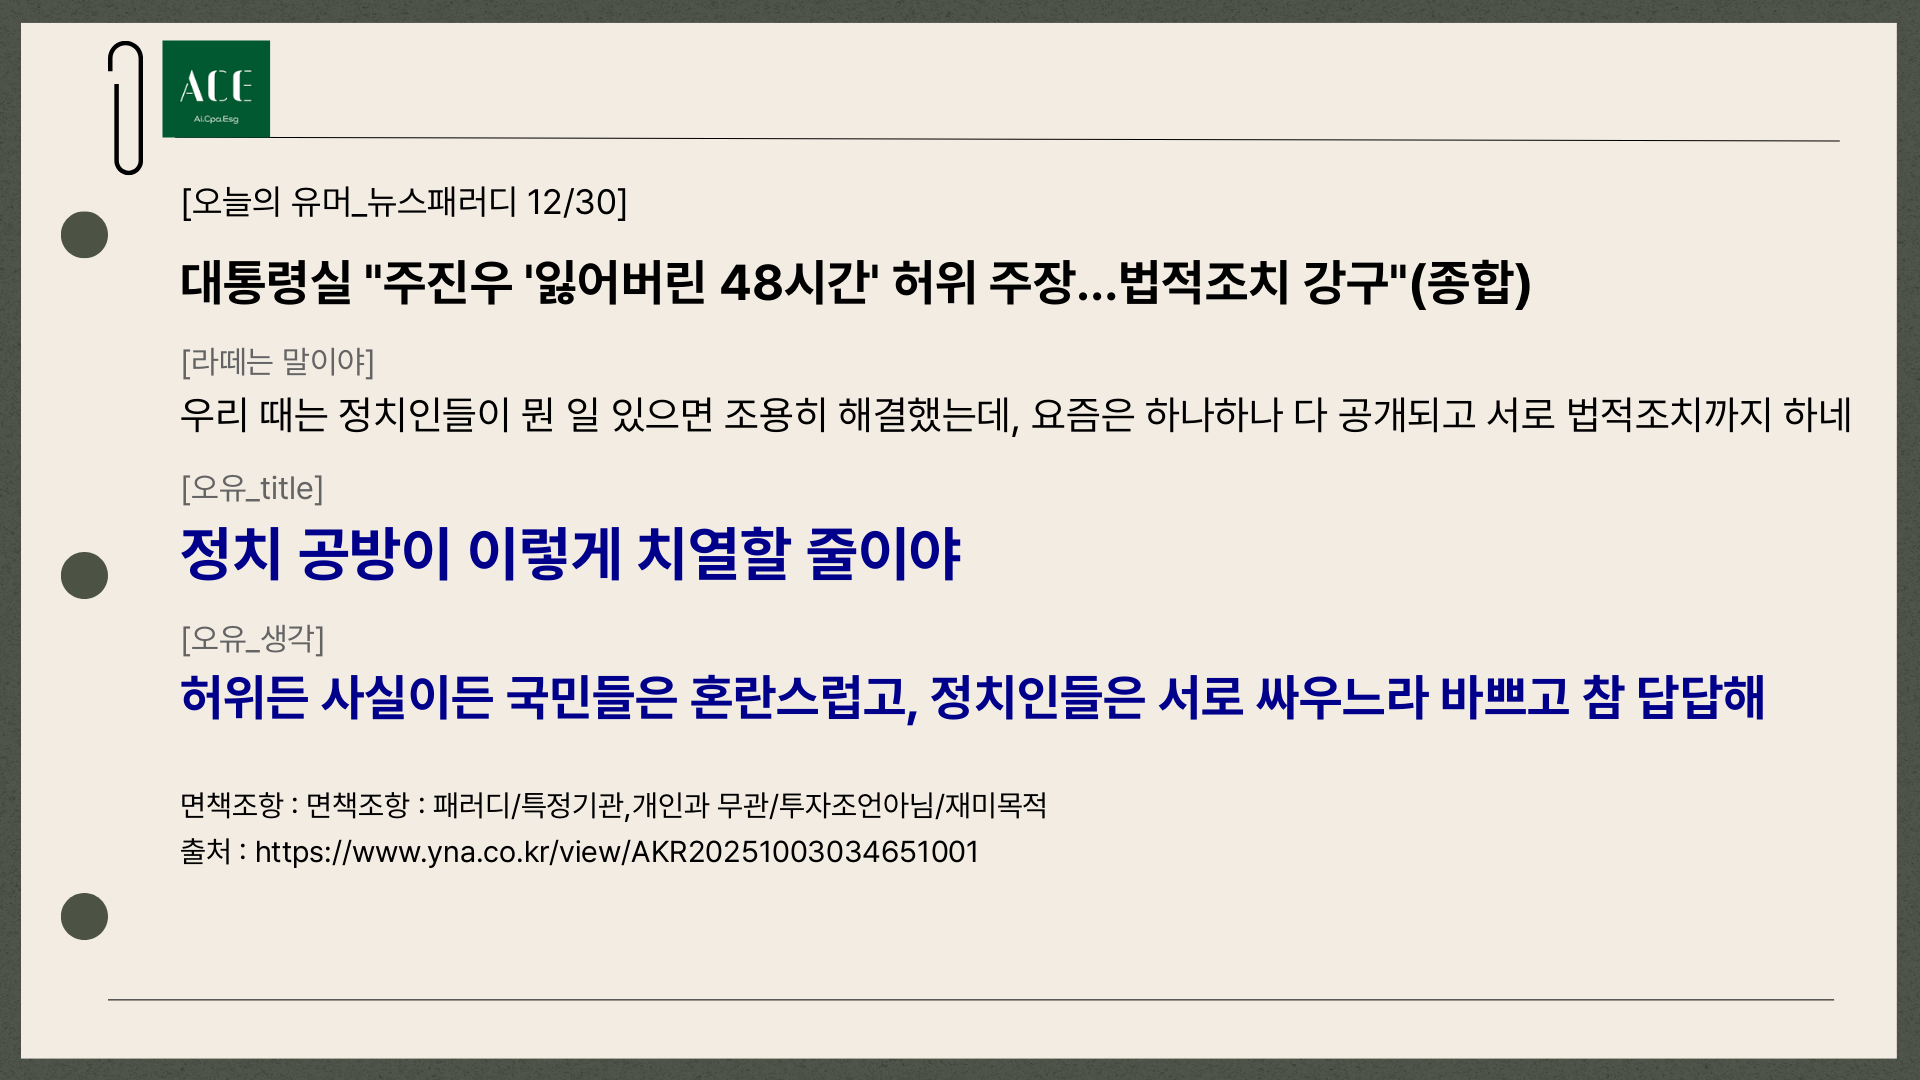 ACE
Ai.Cpa.Esg
[오늘의 유머_뉴스패러디 12/30]
대통령실 "주진우 '잃어버린 48시간' 허위 주장...법적조치 강구"(종합)
[라떼는 말이야]
우리 때는 정치인들이 뭔 일 있으면 조용히 해결했는데, 요즘은 하나하나 다 공개되고 서로 법적조치까지 하네
[오유_title]
정치 공방이 이렇게 치열할 줄이야
[오유_생각]
허위든 사실이든 국민들은 혼란스럽고, 정치인들은 서로 싸우느라 바쁘고 참 답답해
면책조항 : 면책조항 : 패러디/특정기관,개인과 무관/투자조언아님/재미목적
출처 : https://www.yna.co.kr/view/AKR20251003034651001